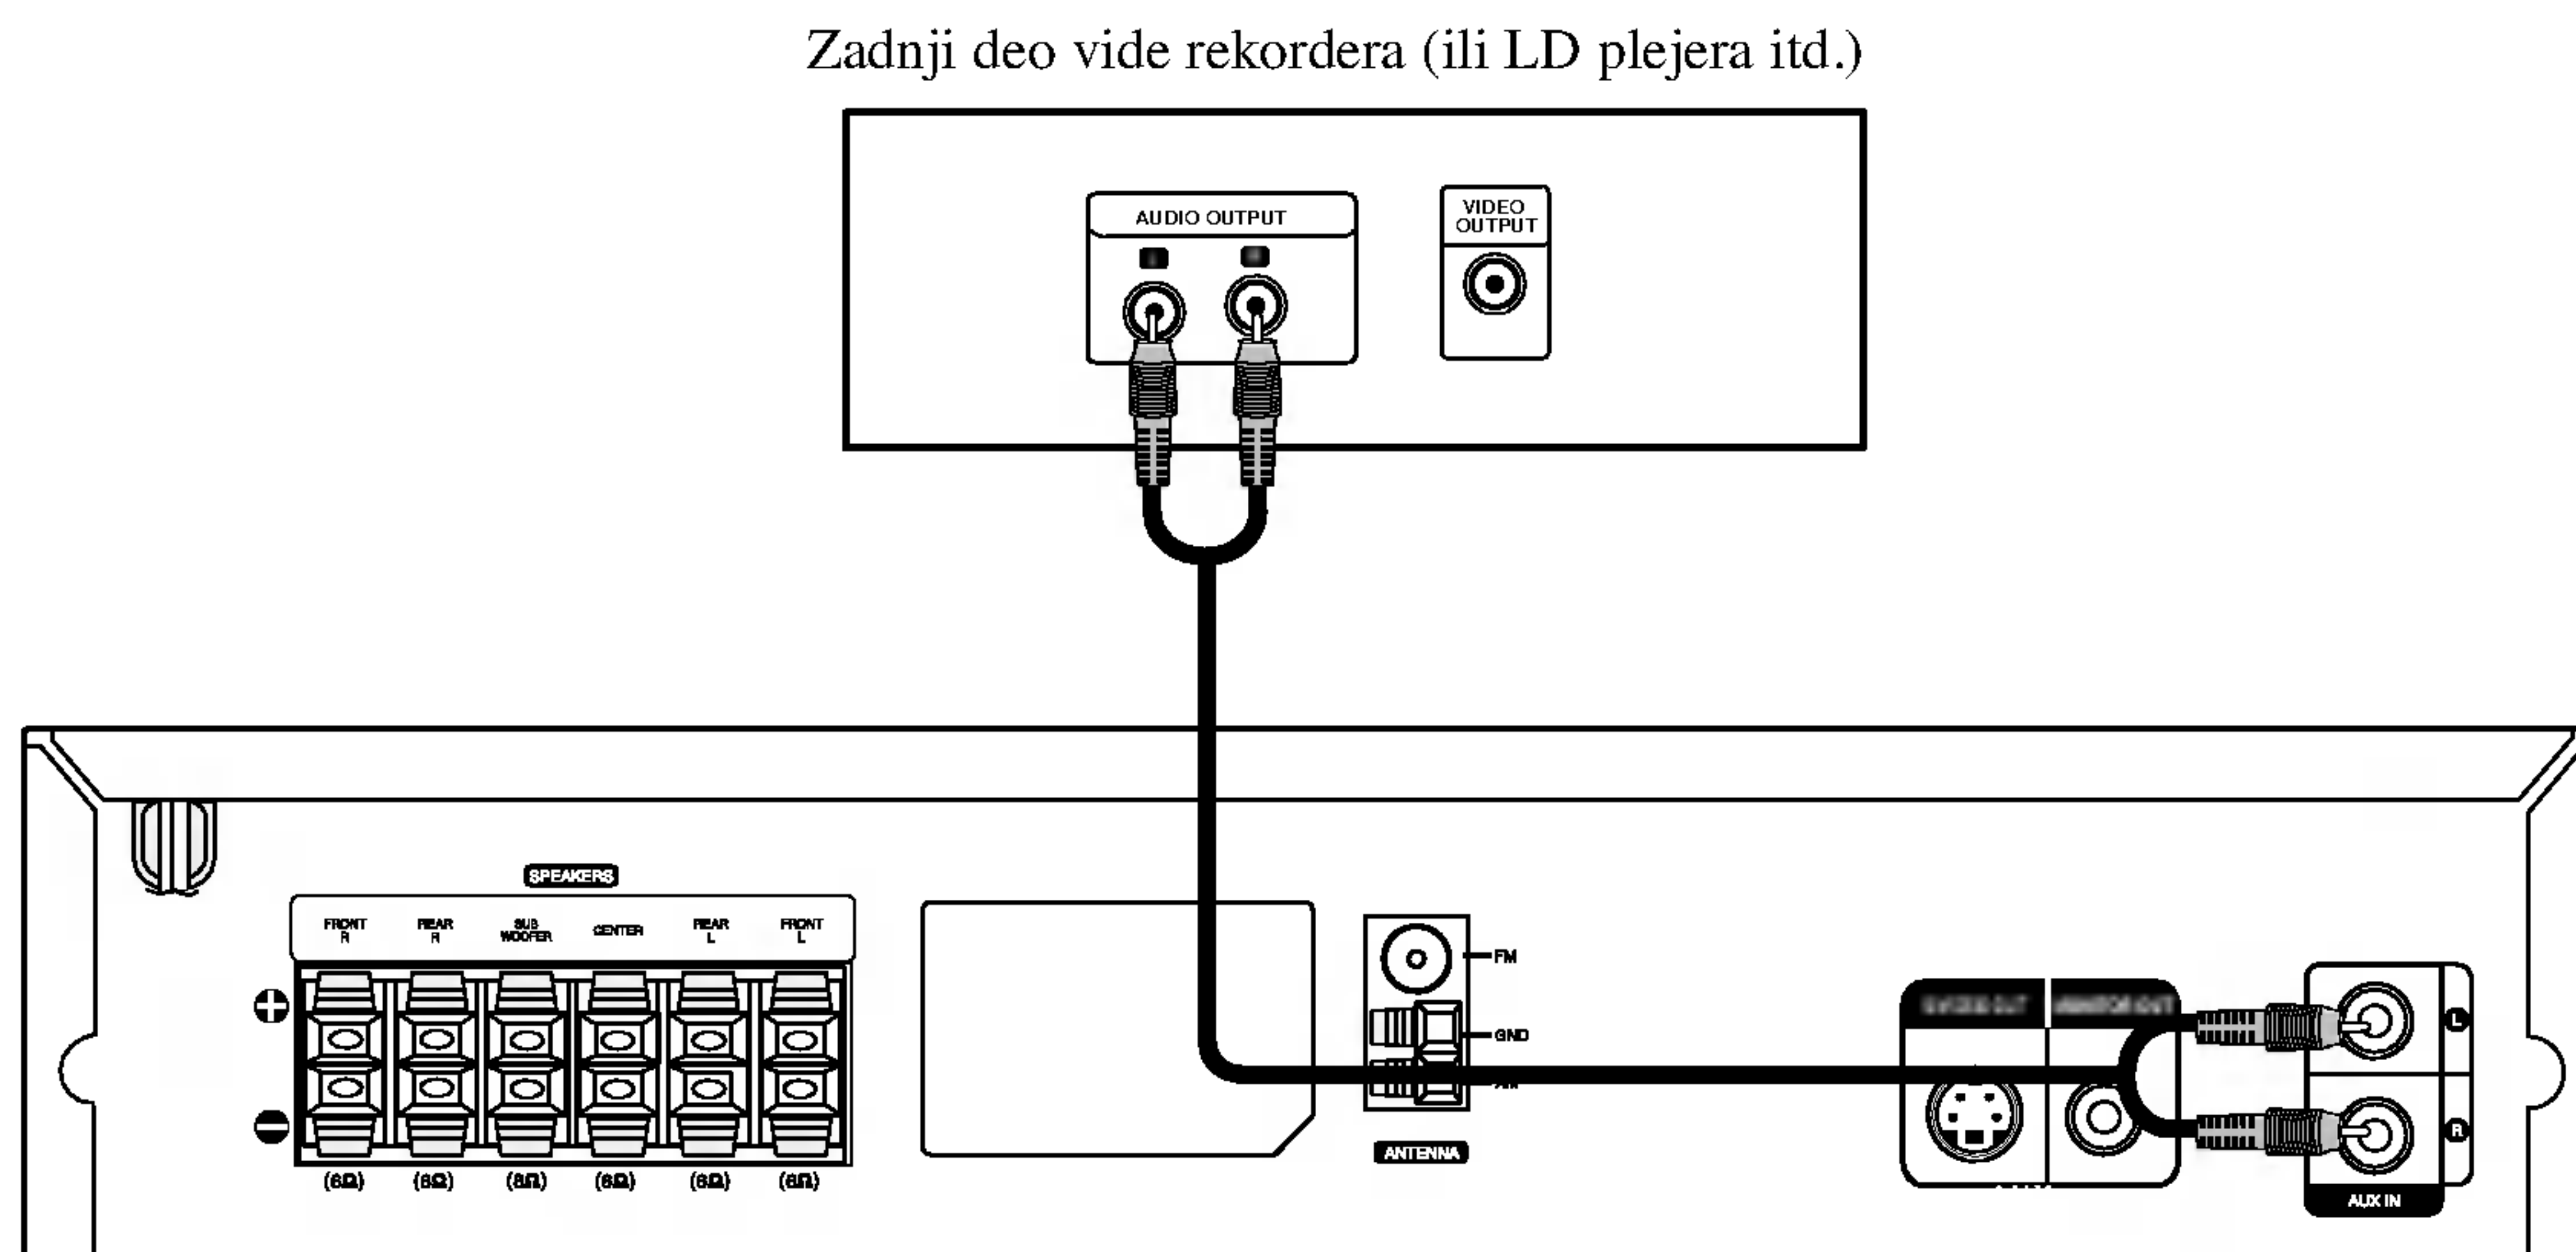 Zadnji deo vide rekordera (ili LD plejera itd.)
AUDIO OUTPUT
VIDEO
OUTPUT
SPEAKERS
FRONT
R
REAR
R
SUB
WOOFER
CENTER
REAR
L
FRONT
L
(6Ω)
(6Ω)
(8Ω)
(6Ω)
(6Ω)
(6Ω)
FM
GND
ANTENNA
L
R
AUX IN